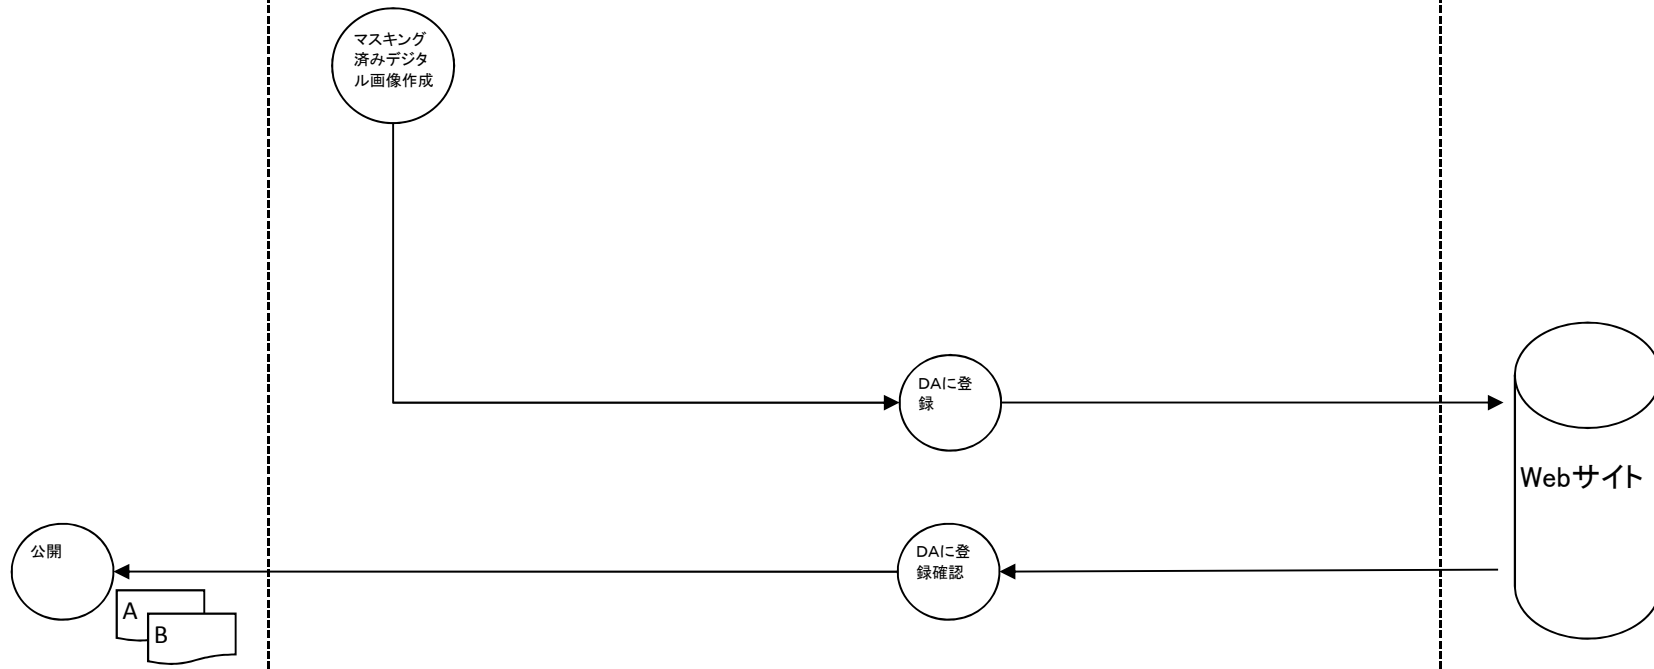 マスキング
済みデジタ
ル画像作成
DAに登
録
Webサイト
公開
DAに登
録確認
A
B